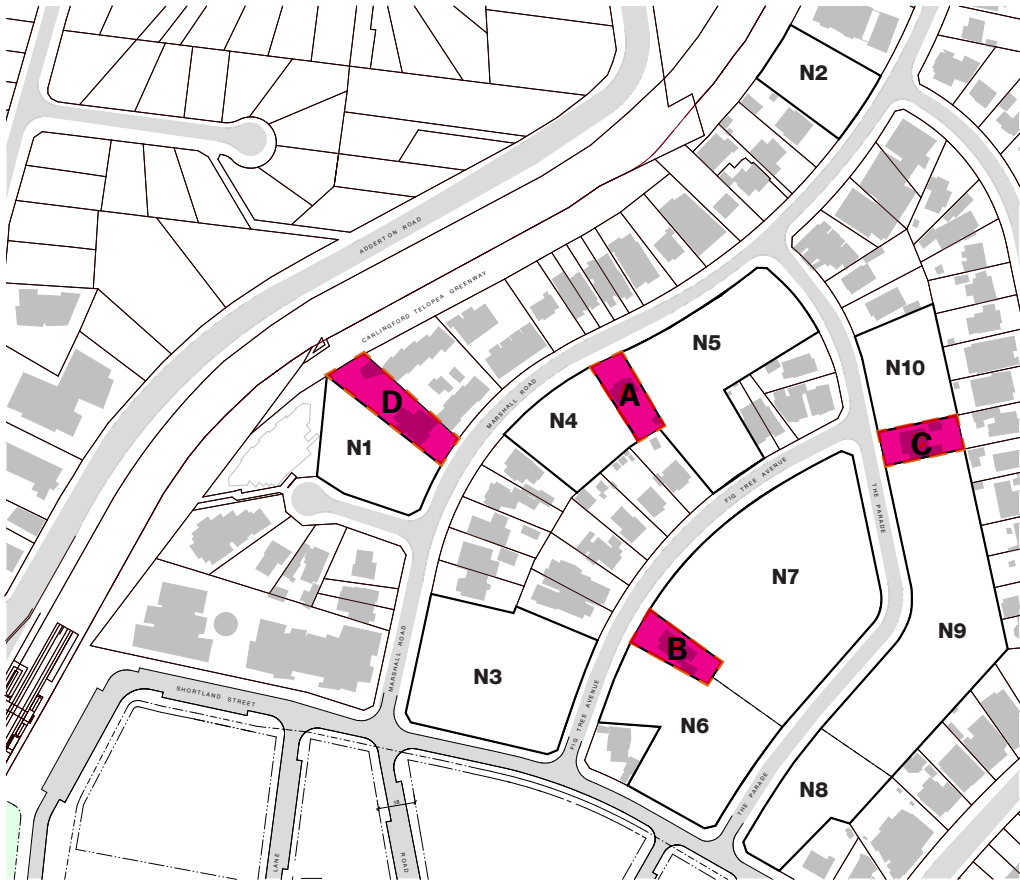 N2
ADDERTON ROAD
CARLINGFORD TELOPEA GREENWAY
N5
N10
D
A
MARSHALL ROAD
N4
N1
C
FIG TREE AVENUE
THE PARADE
N7
N9
B
MARSHALL ROAD
N3
SHORTLAND STREET
FIG TREE AVENUE
N6
THE PARADE
N8
18
LANE
ROAD